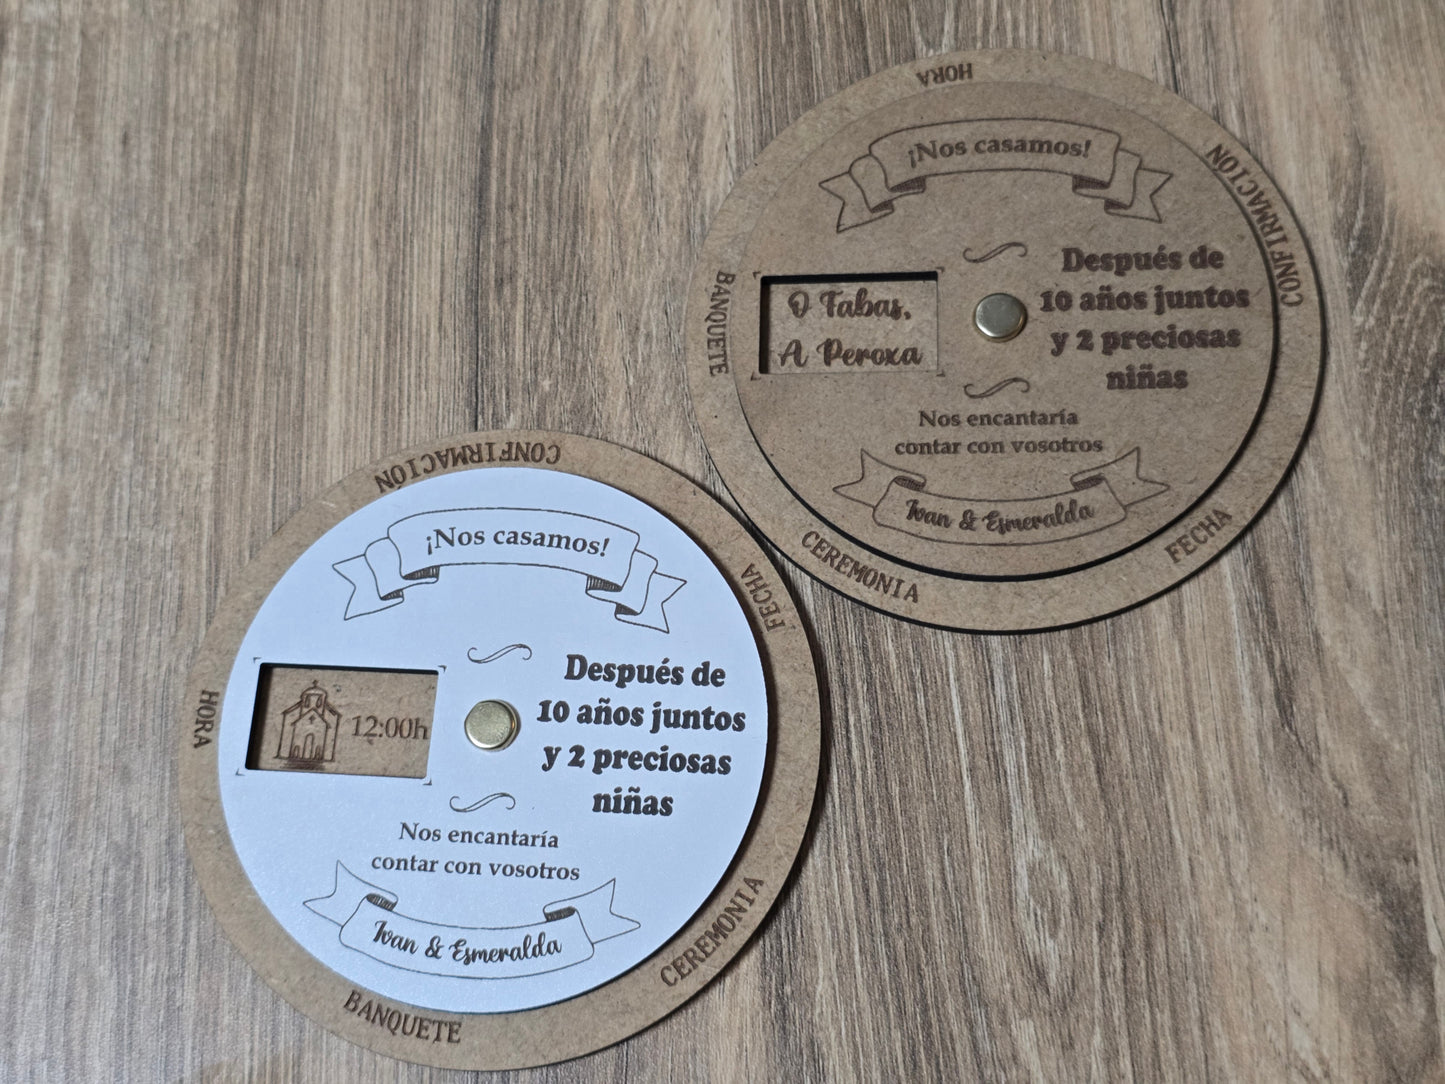 HORA
CONFIRMACIÓN
FECHA
CEREMONIA
BANQUETE
¡Nos casamos!
O Tabas,
A Peroxa
Después de
10 años juntos
y 2 preciosas
niñas
Nos encantaría
contar con vosotros
Ivan & Esmeralda
CONFIRMACIÓN
FECHA
CEREMONIA
BANQUETE
HORA
¡Nos casamos!
12:00h
Después de
10 años juntos
y 2 preciosas
niñas
Nos encantaría
contar con vosotros
Ivan & Esmeralda